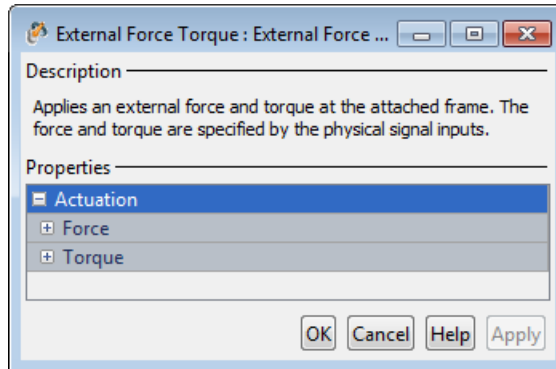 External Force Torque : External Force ...
Description
Applies an external force and torque at the attached frame. The
force and torque are specified by the physical signal inputs.
Properties
Actuation
Force
Torque
OK Cancel Help Apply